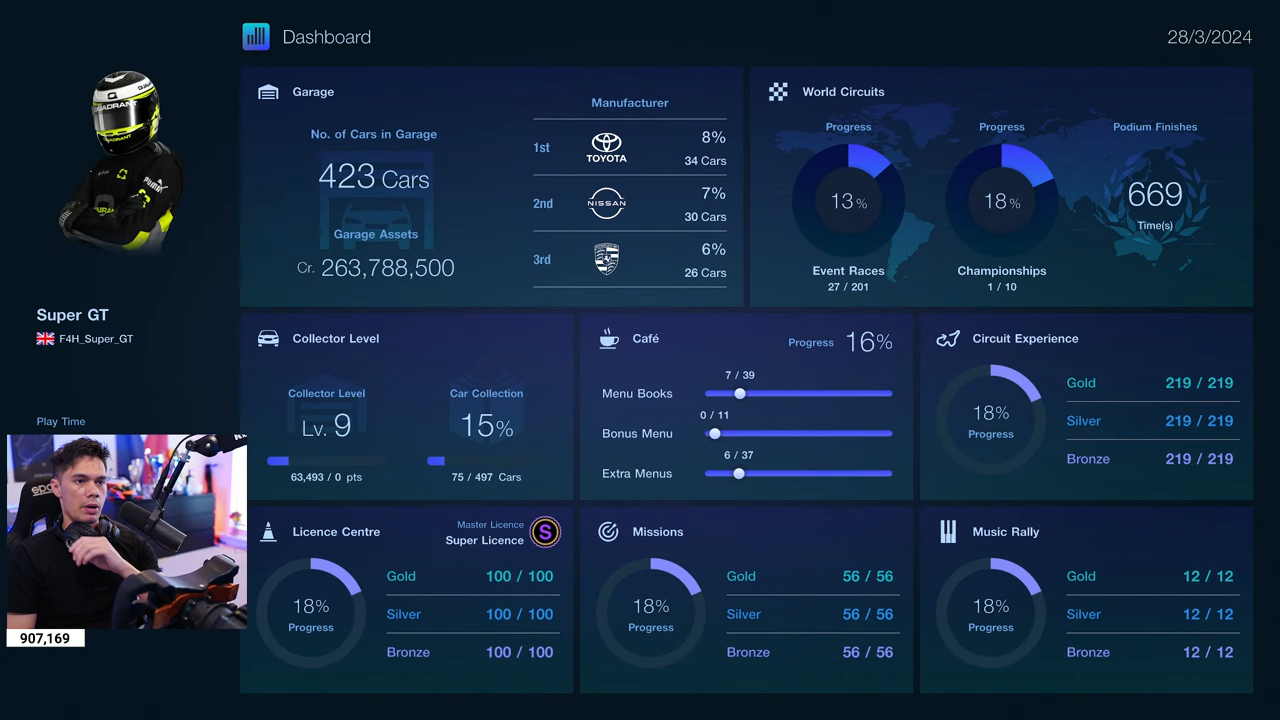 Dashboard
28/3/2024
Garage
No. of Cars in Garage
423 Cars
Garage Assets
Cr. 263,788,500
Manufacturer
1st
TOYOTA
8%
34 Cars
2nd
NISSAN
7%
30 Cars
3rd
6%
26 Cars
World Circuits
Progress
13%
Event Races
27 / 201
Progress
18%
Championships
1 / 10
Podium Finishes
669
Time(s)
QUADRANT
PUMA
Super GT
F4H_Super_GT
Play Time
Collector Level
Collector Level
Lv. 9
63,493 / 0 pts
Car Collection
15%
75 / 497 Cars
Café
Progress 16%
7 / 39
Menu Books
0 / 11
Bonus Menu
6 / 37
Extra Menus
Circuit Experience
18%
Progress
Gold 219 / 219
Silver 219 / 219
Bronze 219 / 219
Licence Centre
Master Licence
Super Licence
S
18%
Progress
Gold 100 / 100
Silver 100 / 100
Bronze 100 / 100
Missions
18%
Progress
Gold 56 / 56
Silver 56 / 56
Bronze 56 / 56
Music Rally
18%
Progress
Gold 12 / 12
Silver 12 / 12
Bronze 12 / 12
907,169